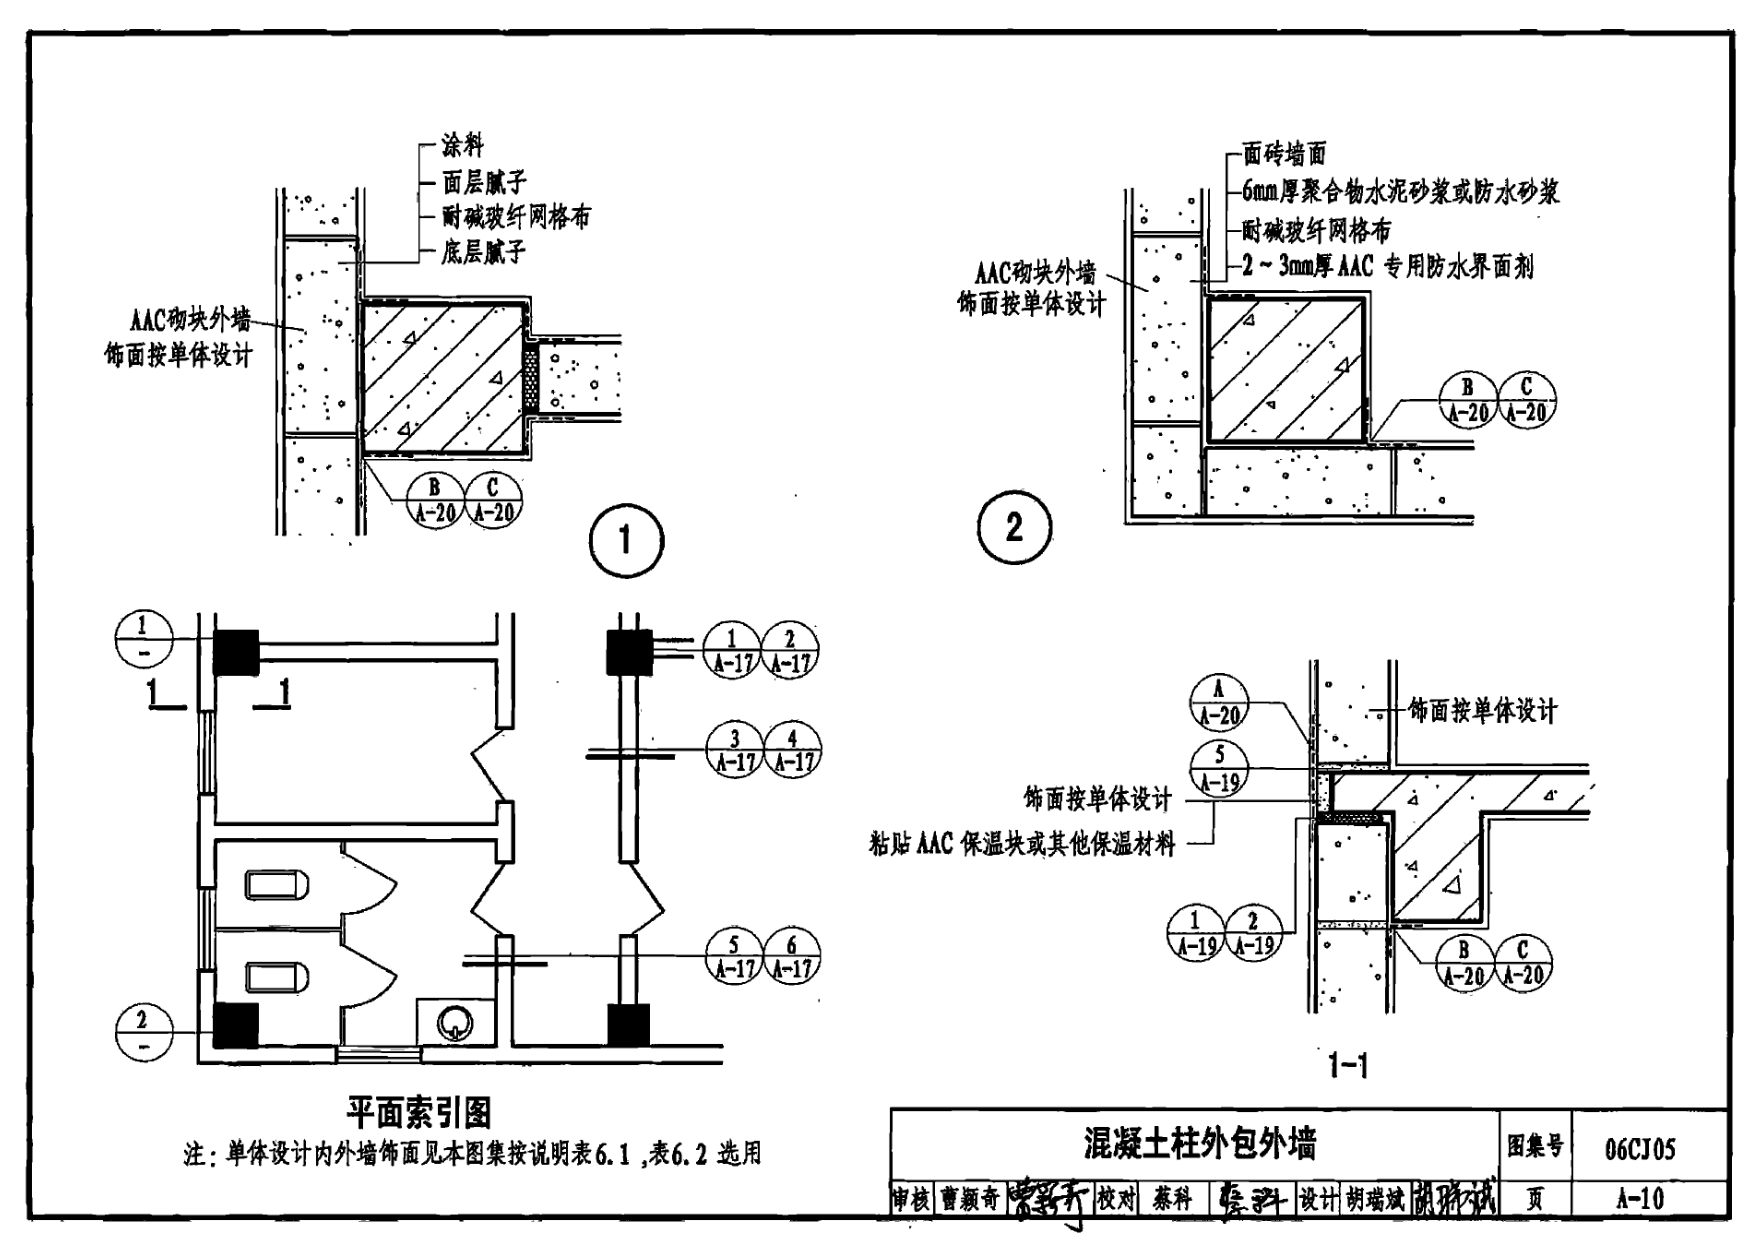 涂料
面层腻子
耐碱玻纤网格布
底层腻子
AAC砌块外墙
饰面按单体设计
B C
A-20 A-20
1
面砖墙面
6mm厚聚合物水泥砂浆或防水砂浆
耐碱玻纤网格布
2~3mm厚AAC 专用防水界面剂
AAC砌块外墙
饰面按单体设计
B C
A-20 A-20
2
1
-
1 1
1 2
A-17 A-17
3 4
A-17 A-17
5 6
A-17 A-17
2
-
平面索引图
注：单体设计内外墙饰面见本图集按说明表6.1，表6.2 选用
A
A-20
饰面按单体设计
5
A-19
饰面按单体设计
粘贴 AAC 保温块或其他保温材料
1 2
A-19 A-19
B C
A-20 A-20
1-1
混凝土柱外包外墙
图集号 06CJ05
审核 曹颖奇 曹颖奇 校对 蔡科 蔡科 设计 胡瑞斌 胡瑞斌 页 A-10